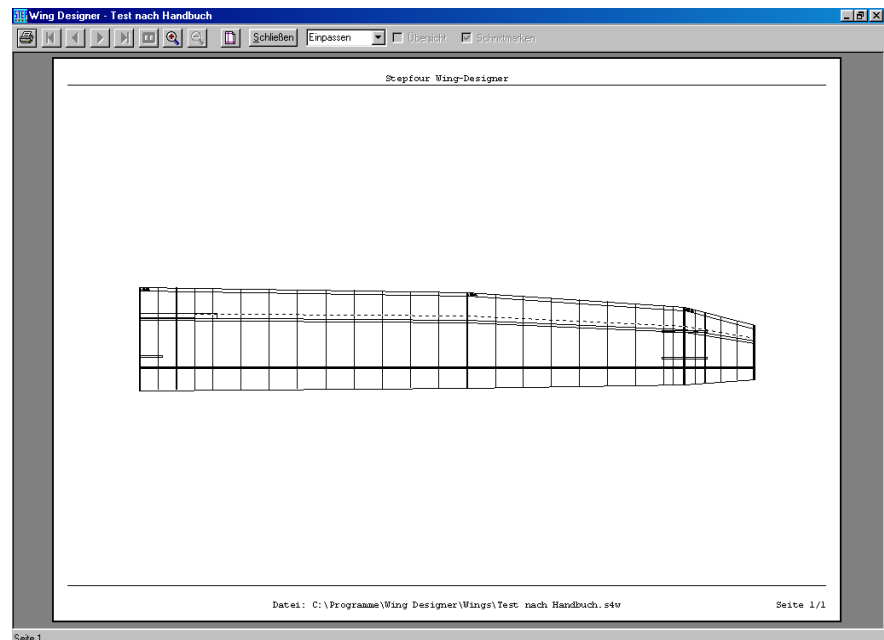 Wing Designer - Test nach Handbuch
Schließen Einpassen Übersicht Schnittmarken
Stepfour Wing-Designer
Datei: C:\Programme\Wing Designer\Wings\Test nach Handbuch.s4w Seite 1/1
Seite 1